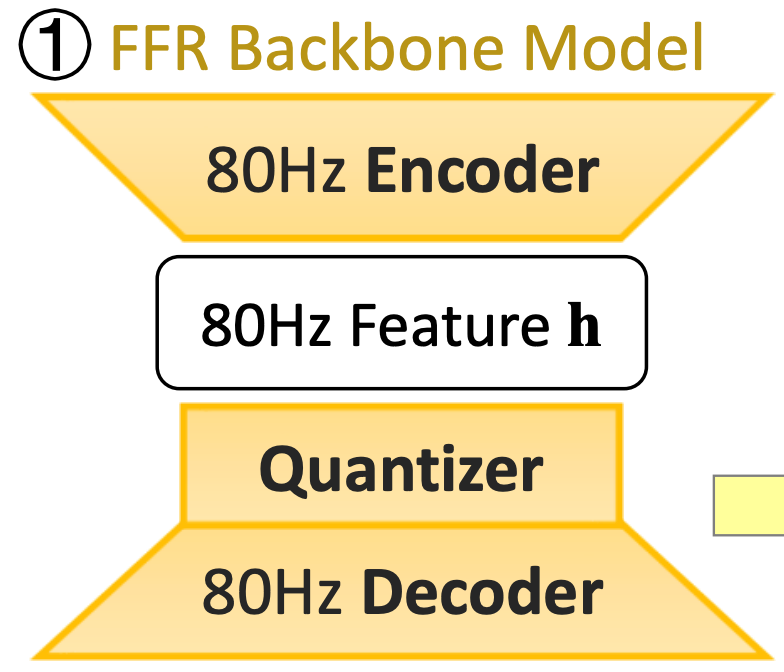 ① FFR Backbone Model
80Hz Encoder
80Hz Feature h
Quantizer
80Hz Decoder